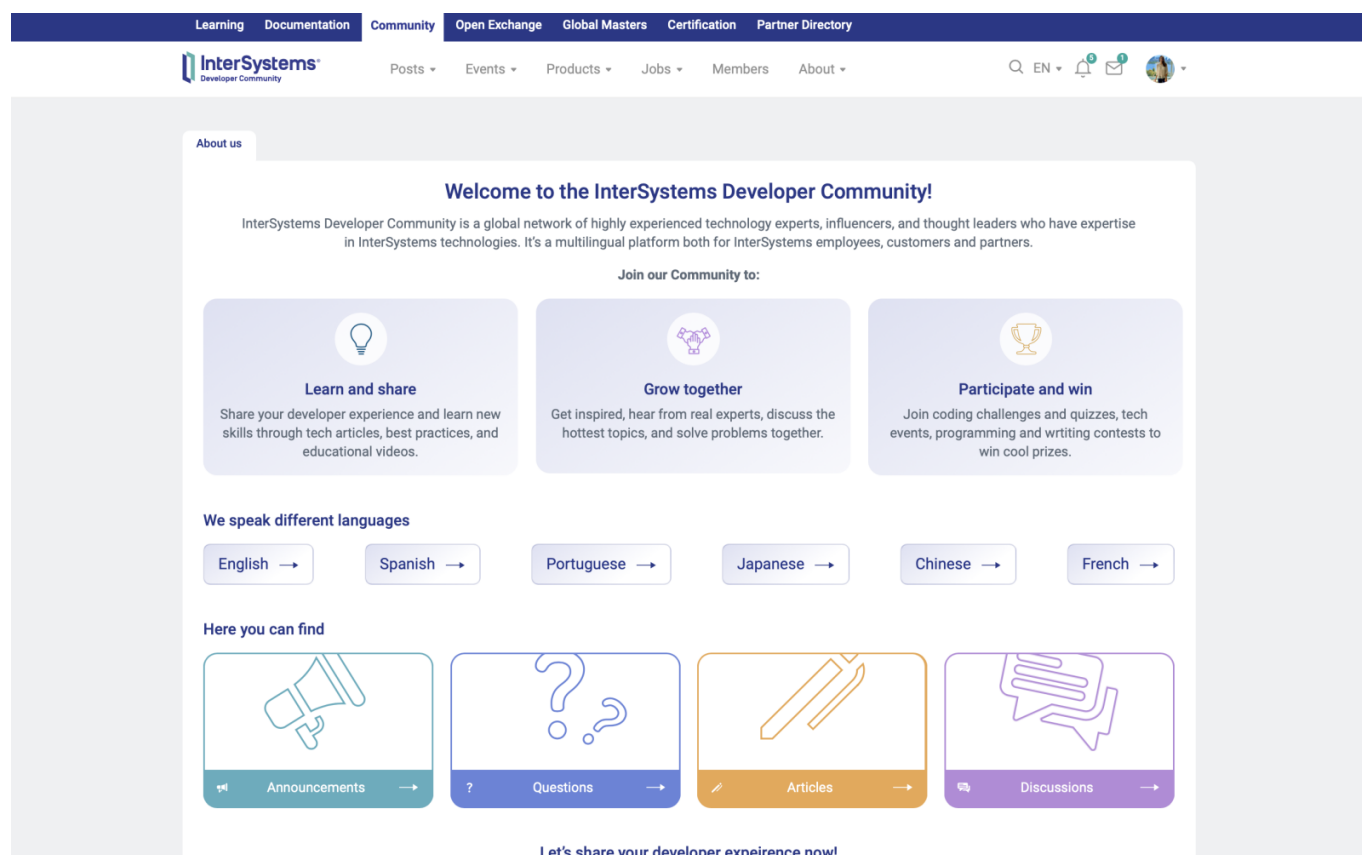 Learning Documentation Community Open Exchange Global Masters Certification Partner Directory
InterSystems®
Developer Community
Posts Events Products Jobs Members About
EN 5 1
About us
Welcome to the InterSystems Developer Community!
InterSystems Developer Community is a global network of highly experienced technology experts, influencers, and thought leaders who have expertise
in InterSystems technologies. It's a multilingual platform both for InterSystems employees, customers and partners.
Join our Community to:
Learn and share
Share your developer experience and learn new
skills through tech articles, best practices, and
educational videos.
Grow together
Get inspired, hear from real experts, discuss the
hottest topics, and solve problems together.
Participate and win
Join coding challenges and quizzes, tech
events, programming and wrtiting contests to
win cool prizes.
We speak different languages
English Spanish Portuguese Japanese Chinese French
Here you can find
Announcements ? Questions Articles Discussions
Let's share your developer expeirence now!